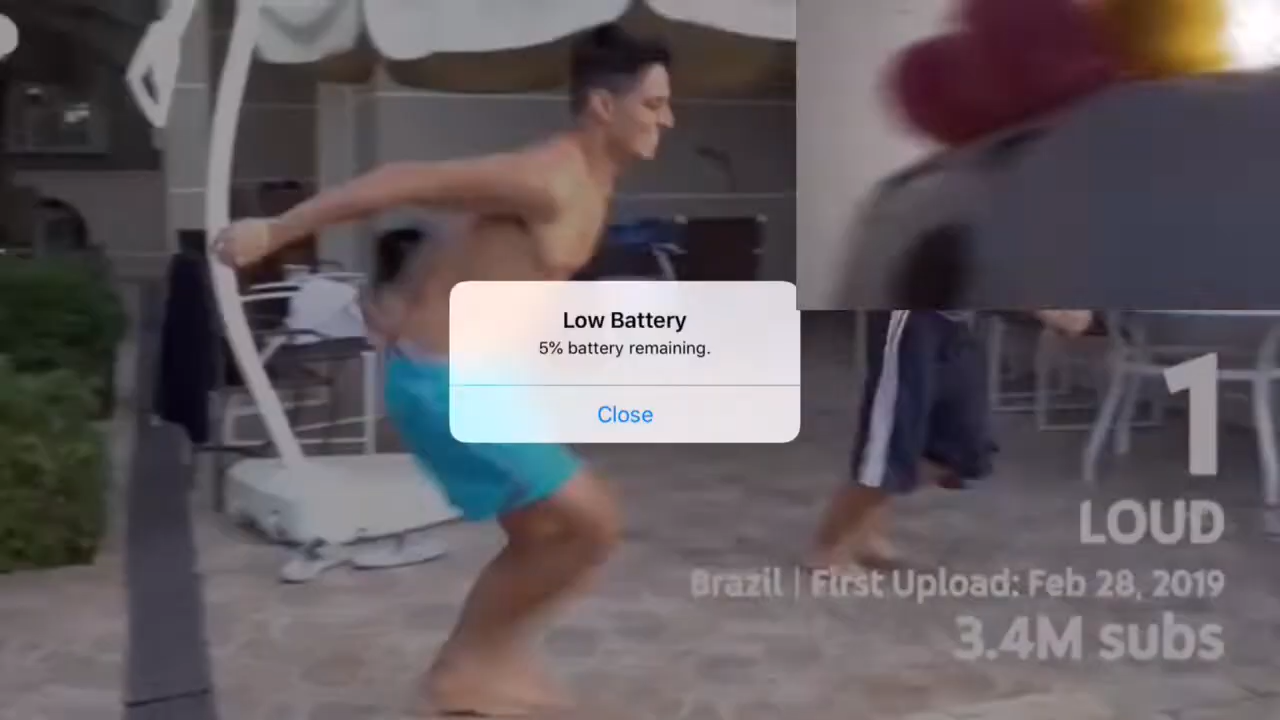 Low Battery
5% battery remaining.
Close
1
LOUD
Brazil | First Upload: Feb 28, 2019
3.4M subs